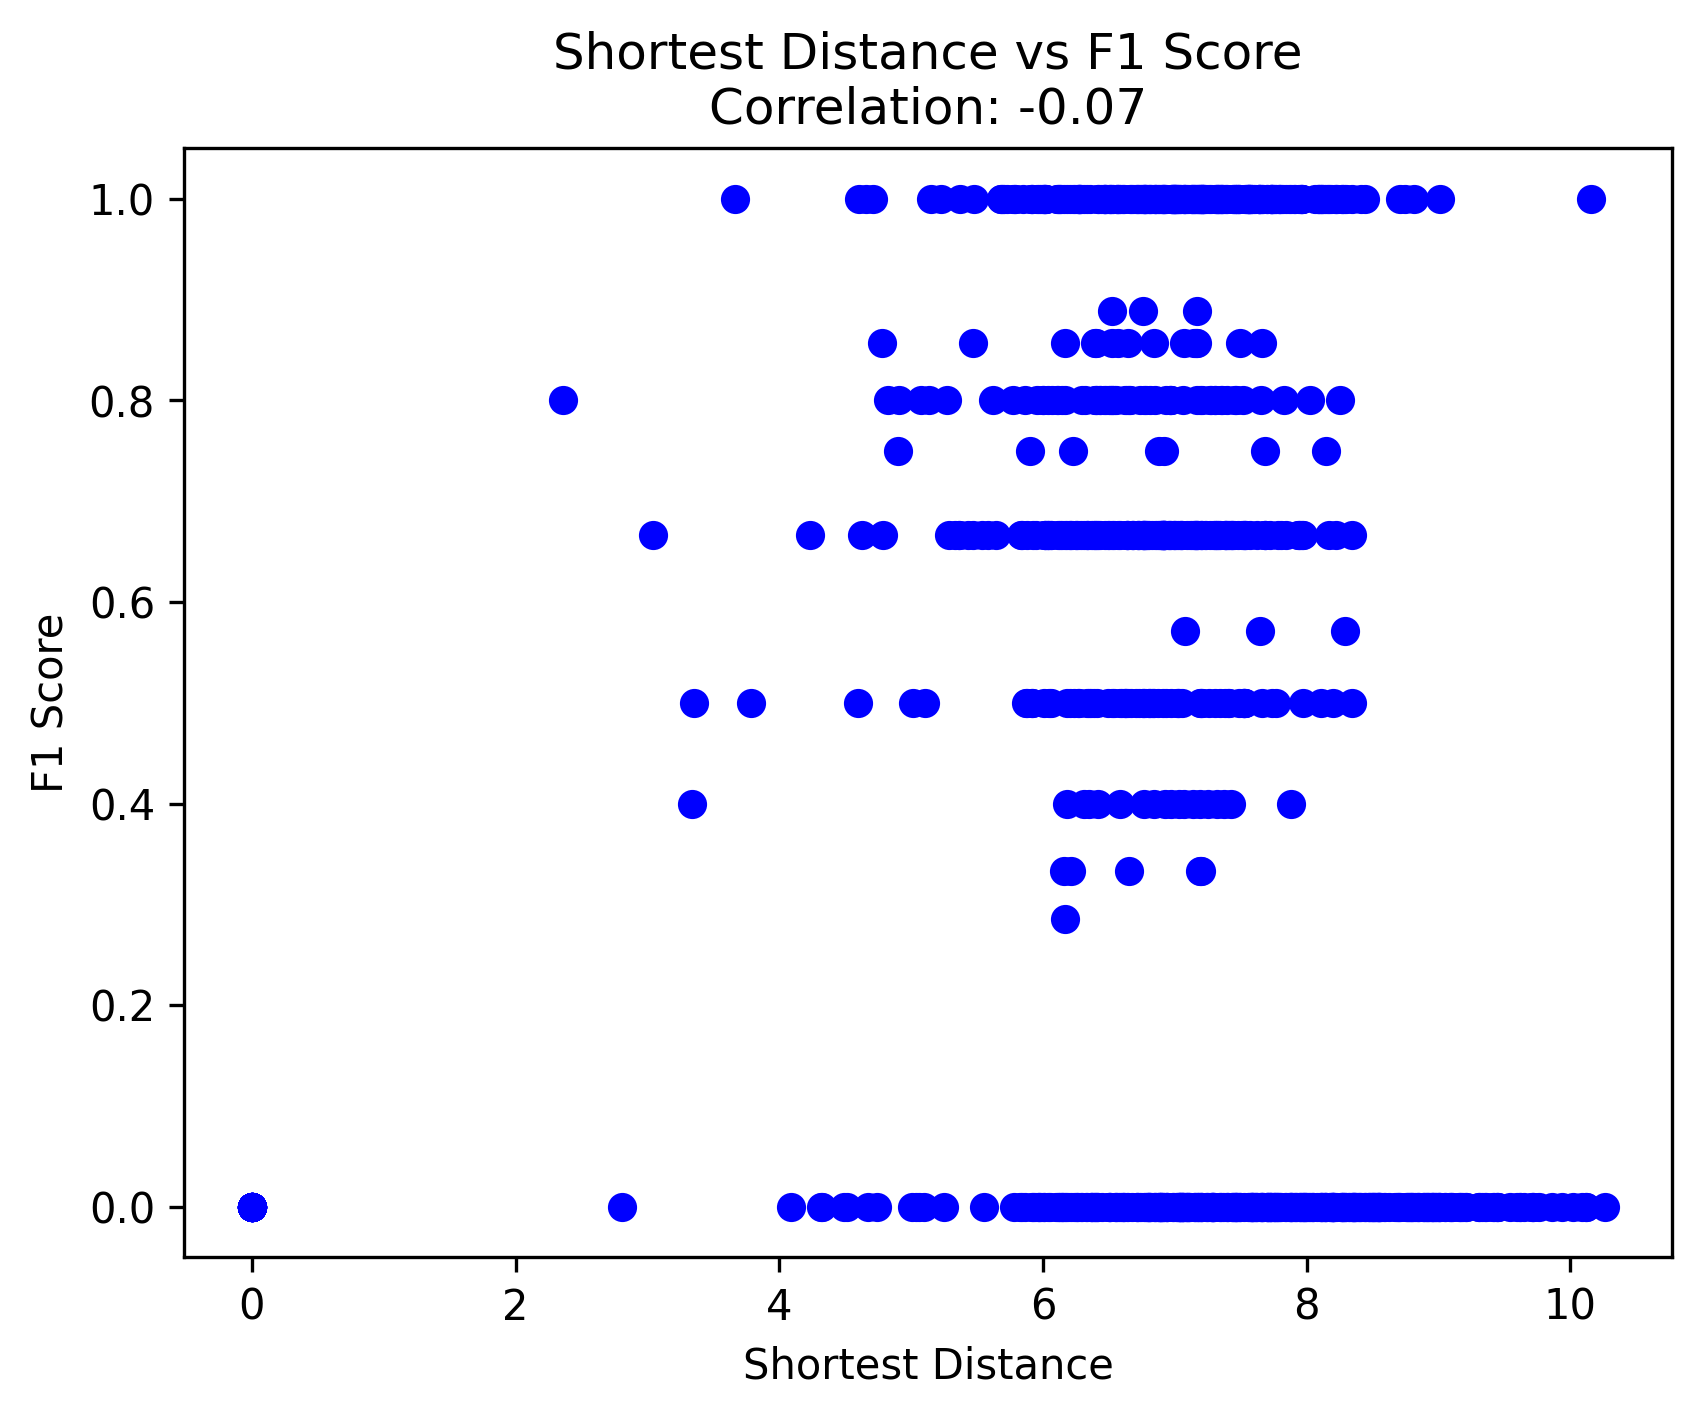 Shortest Distance vs F1 Score
Correlation: -0.07
1.0
0.8
0.6
0.4
0.2
0.0
F1 Score
0 2 4 6 8 10
Shortest Distance